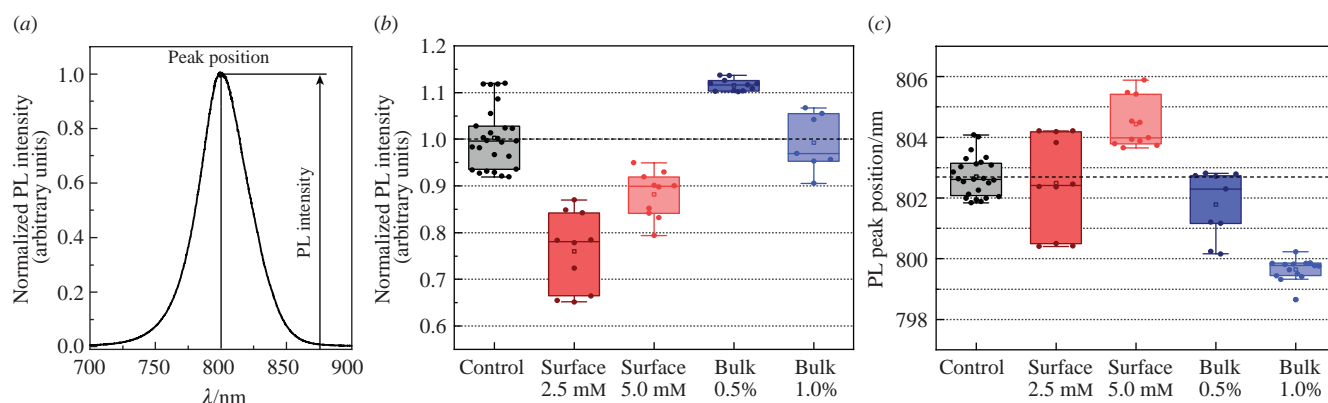 (a)
Normalized PL intensity
(arbitrary units)
1.0
0.8
0.6
0.4
0.2
0.0
Peak position
PL intensity
700 750 800 850 900
λ/nm
(b)
Normalized PL intensity
(arbitrary units)
1.2
1.1
1.0
0.9
0.8
0.7
0.6
Control Surface Surface Bulk Bulk
2.5 mM 5.0 mM 0.5% 1.0%
(c)
PL peak position/nm
806
804
802
800
798
Control Surface Surface Bulk Bulk
2.5 mM 5.0 mM 0.5% 1.0%